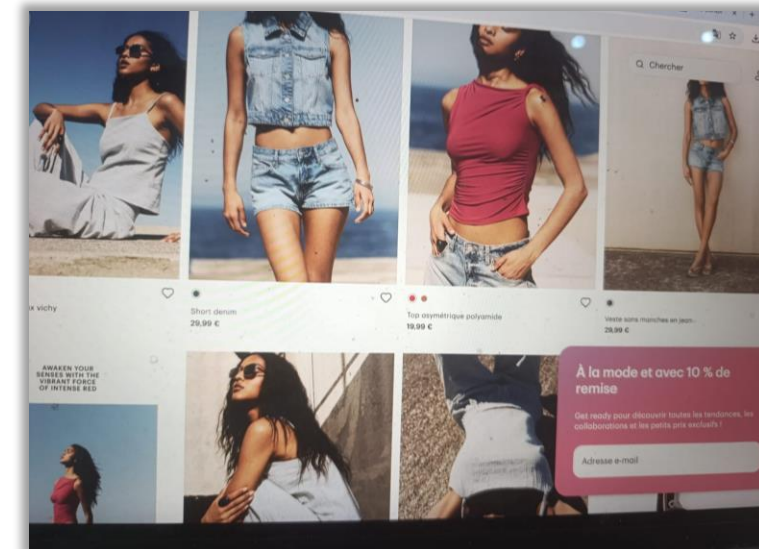 Chercher
x vichy
Short denim
29,99 €
Top asymétrique polyamide
19,99 €
Veste sans manches en jean-
29,99 €
AWAKEN YOUR
SENSES WITH THE
VIBRANT FORCE
OF INTENSE RED
À la mode et avec 10 % de
remise
Get ready pour découvrir toutes les tendances, les
collaborations et les petits prix exclusifs !
Adresse e-mail